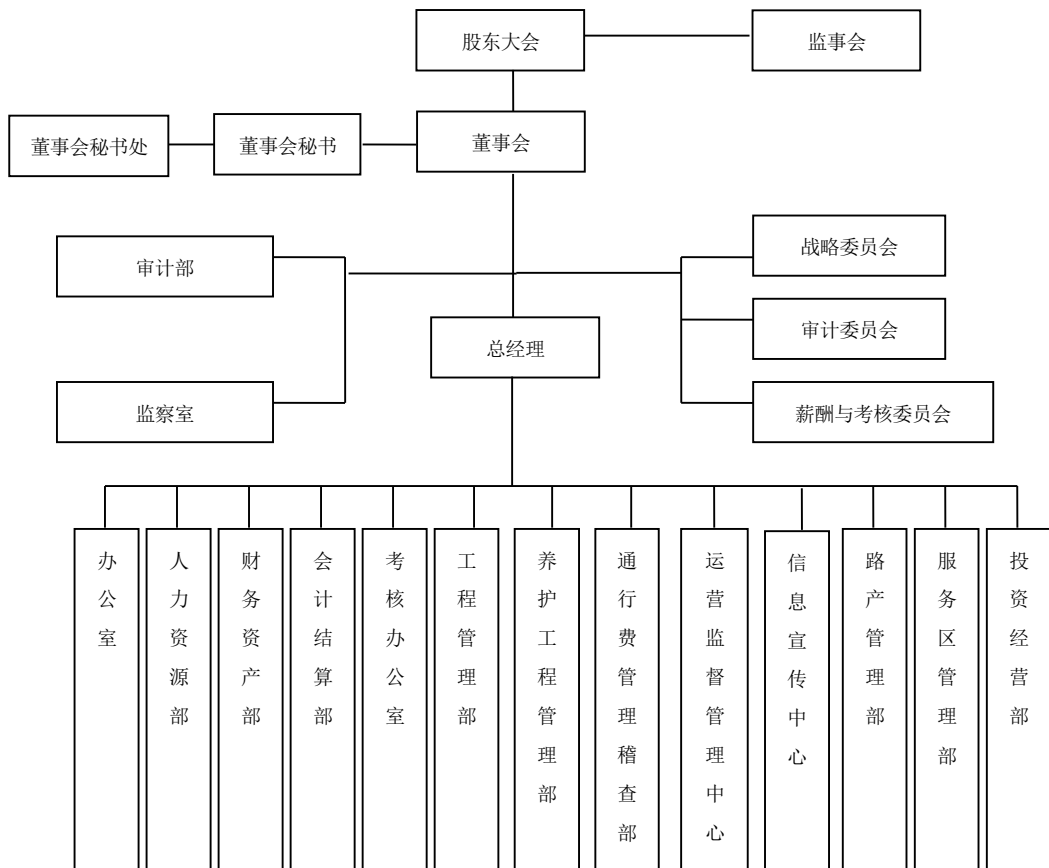 股东大会
监事会
董事会秘书处
董事会秘书
董事会
审计部
战略委员会
审计委员会
总经理
监察室
薪酬与考核委员会
办公室
人力资源部
财务资产部
会计结算部
考核办公室
工程管理部
养护工程管理部
通行费管理稽查部
运营监督管理中心
信息宣传中心
路产管理部
服务区管理部
投资经营部